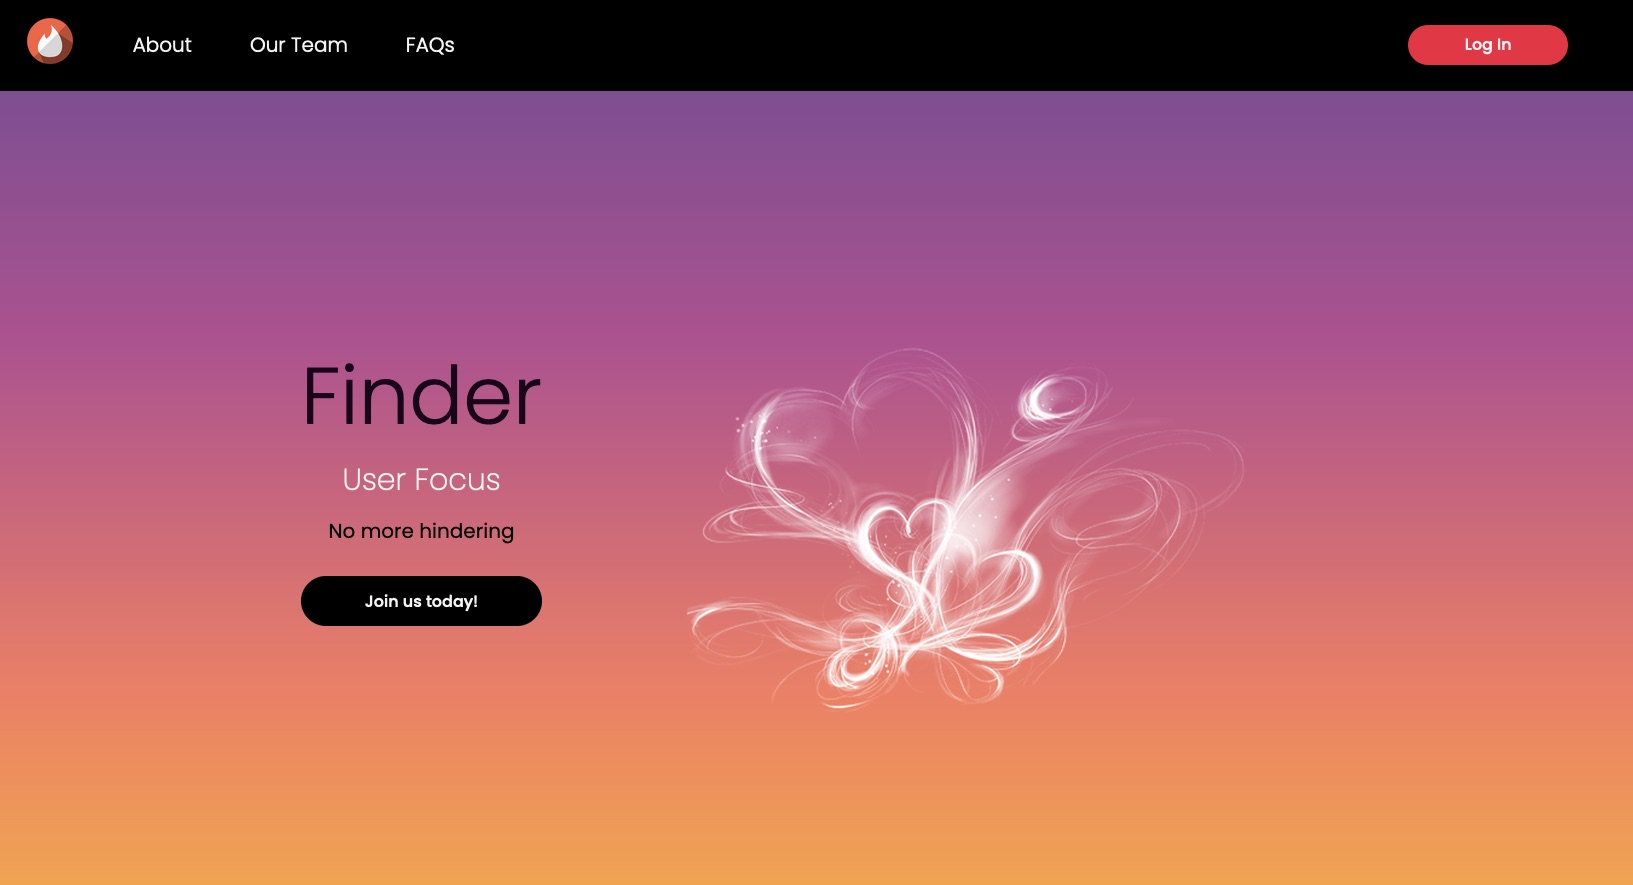 About
Our Team
FAQs
Log In
Finder
User Focus
No more hindering
Join us today!